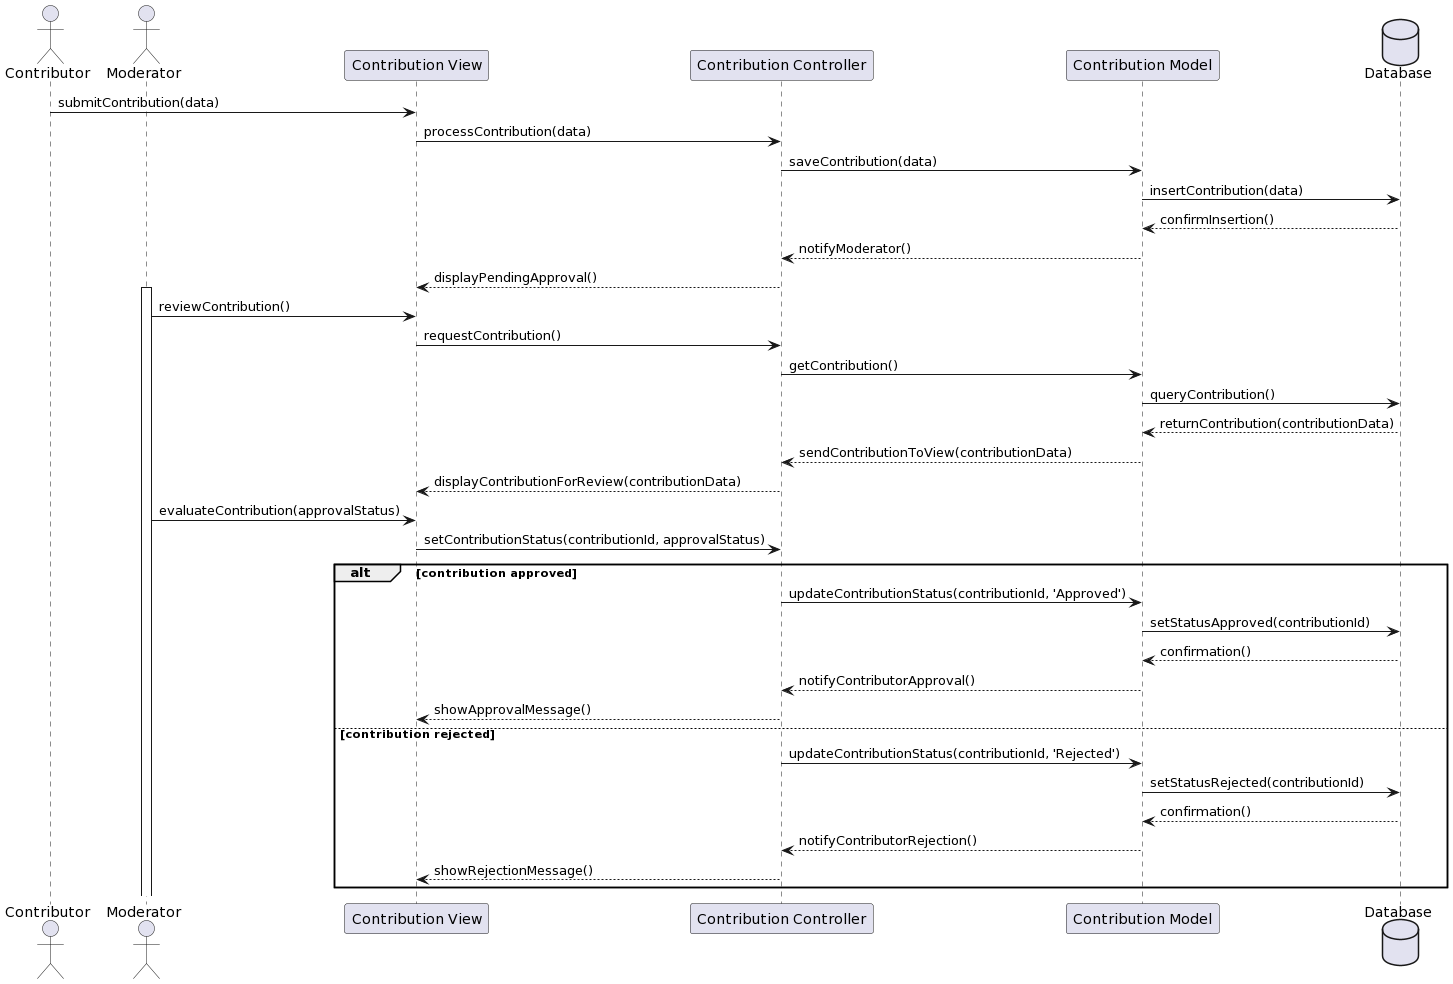 Contributor
Moderator
Contribution View
Contribution Controller
Contribution Model
Database
submitContribution(data)
processContribution(data)
saveContribution(data)
insertContribution(data)
confirmInsertion()
notifyModerator()
displayPendingApproval()
reviewContribution()
requestContribution()
getContribution()
queryContribution()
returnContribution(contributionData)
sendContributionToView(contributionData)
displayContributionForReview(contributionData)
evaluateContribution(approvalStatus)
setContributionStatus(contributionId, approvalStatus)
alt
[contribution approved]
updateContributionStatus(contributionId, 'Approved')
setStatusApproved(contributionId)
confirmation()
notifyContributorApproval()
showApprovalMessage()
[contribution rejected]
updateContributionStatus(contributionId, 'Rejected')
setStatusRejected(contributionId)
confirmation()
notifyContributorRejection()
showRejectionMessage()
Contributor
Moderator
Contribution View
Contribution Controller
Contribution Model
Database